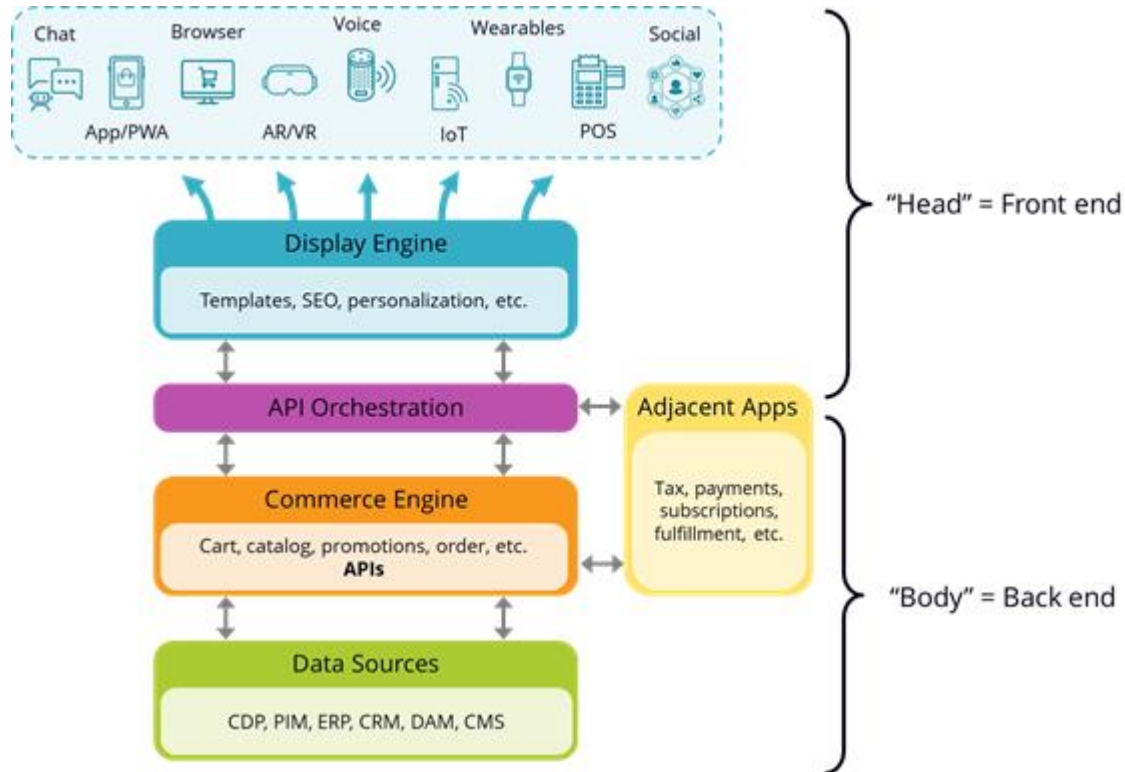 Chat
Browser
Voice
Wearables
Social
App/PWA
AR/VR
IoT
POS
“Head” = Front end
Display Engine
Templates, SEO, personalization, etc.
API Orchestration
Adjacent Apps
Tax, payments,
subscriptions,
fulfillment, etc.
Commerce Engine
Cart, catalog, promotions, order, etc.
APIs
“Body” = Back end
Data Sources
CDP, PIM, ERP, CRM, DAM, CMS